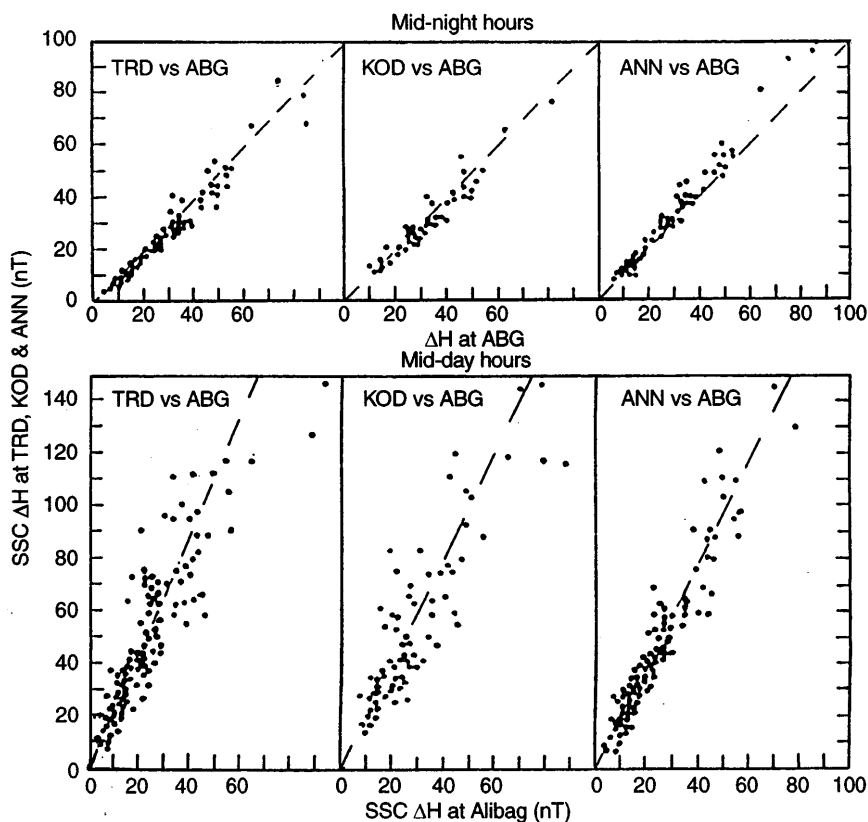 Mid-night hours
TRD vs ABG KOD vs ABG ANN vs ABG
100
80
60
40
20
0
0 20 40 60 0 20 40 60 0 20 40 60 80 100
ΔH at ABG
SSC ΔH at TRD, KOD & ANN (nT)
Mid-day hours
TRD vs ABG KOD vs ABG ANN vs ABG
140
120
100
80
60
40
20
0
0 20 40 60 0 20 40 60 0 20 40 60 80 100
SSC ΔH at Alibag (nT)